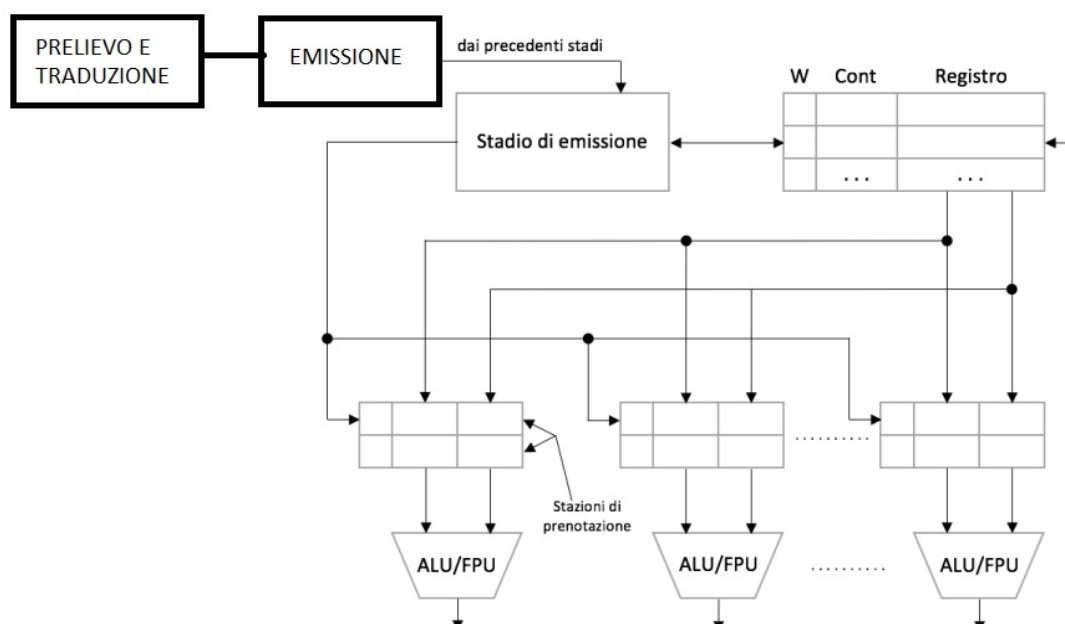 PRELIEVO E
TRADUZIONE
EMISSIONE
dai precedenti stadi
W Cont Registro
Stadio di emissione
... ...
..........
Stazioni di
prenotazione
ALU/FPU ALU/FPU .......... ALU/FPU